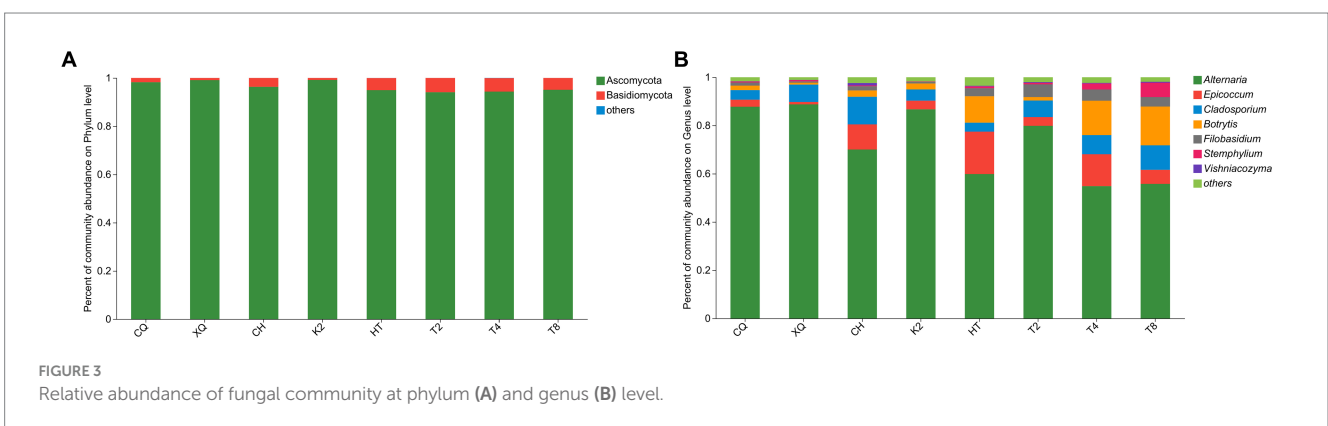 A
Percent of community abundance on Phylum level
1
0.8
0.6
0.4
0.2
0
CQ
XQ
CH
K2
HT
T2
T4
T8
Ascomycota
Basidiomycota
others
B
Percent of community abundance on Genus level
1
0.8
0.6
0.4
0.2
0
CQ
XQ
CH
K2
HT
T2
T4
T8
Alternaria
Epicoccum
Cladosporium
Botrytis
Filobasidium
Stemphylium
Vishniacozyma
others
FIGURE 3
Relative abundance of fungal community at phylum (A) and genus (B) level.